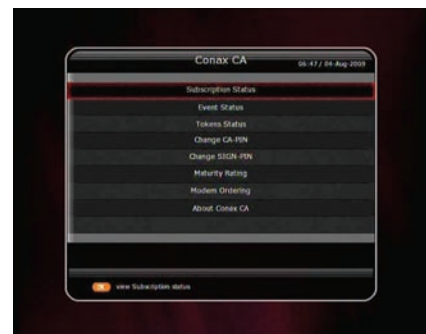 Conax CA
06:47 / 04-Aug-2009
Subscription Status
Event Status
Tokens Status
Change CA-PIN
Change SIGN-PIN
Maturity Rating
Modem Ordering
About Conax CA
OK view Subscription status